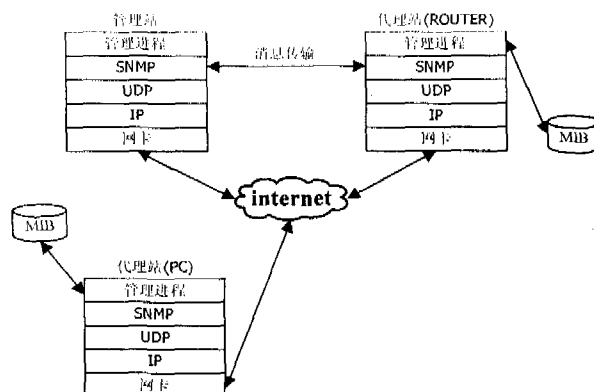 管理站
管理进程
SNMP
UDP
IP
网卡
消息传输
代理站(ROUTER)
管理进程
SNMP
UDP
IP
网卡
MIB
internet
MIB
代理站(PC)
管理进程
SNMP
UDP
IP
网卡